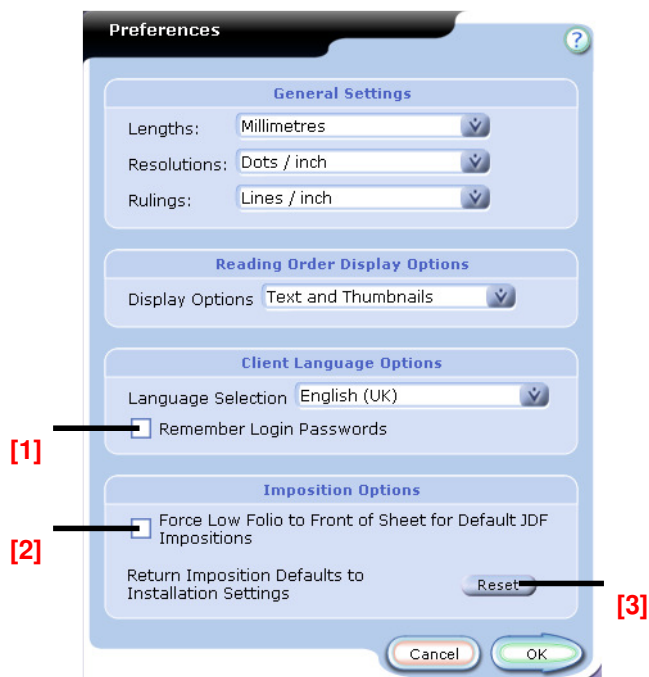 Preferences
?
General Settings
Lengths: Millimetres
Resolutions: Dots / inch
Rulings: Lines / inch
Reading Order Display Options
Display Options Text and Thumbnails
Client Language Options
Language Selection English (UK)
Remember Login Passwords
[1]
Imposition Options
Force Low Folio to Front of Sheet for Default JDF
Impositions
[2]
Return Imposition Defaults to
Installation Settings
Reset
[3]
Cancel OK